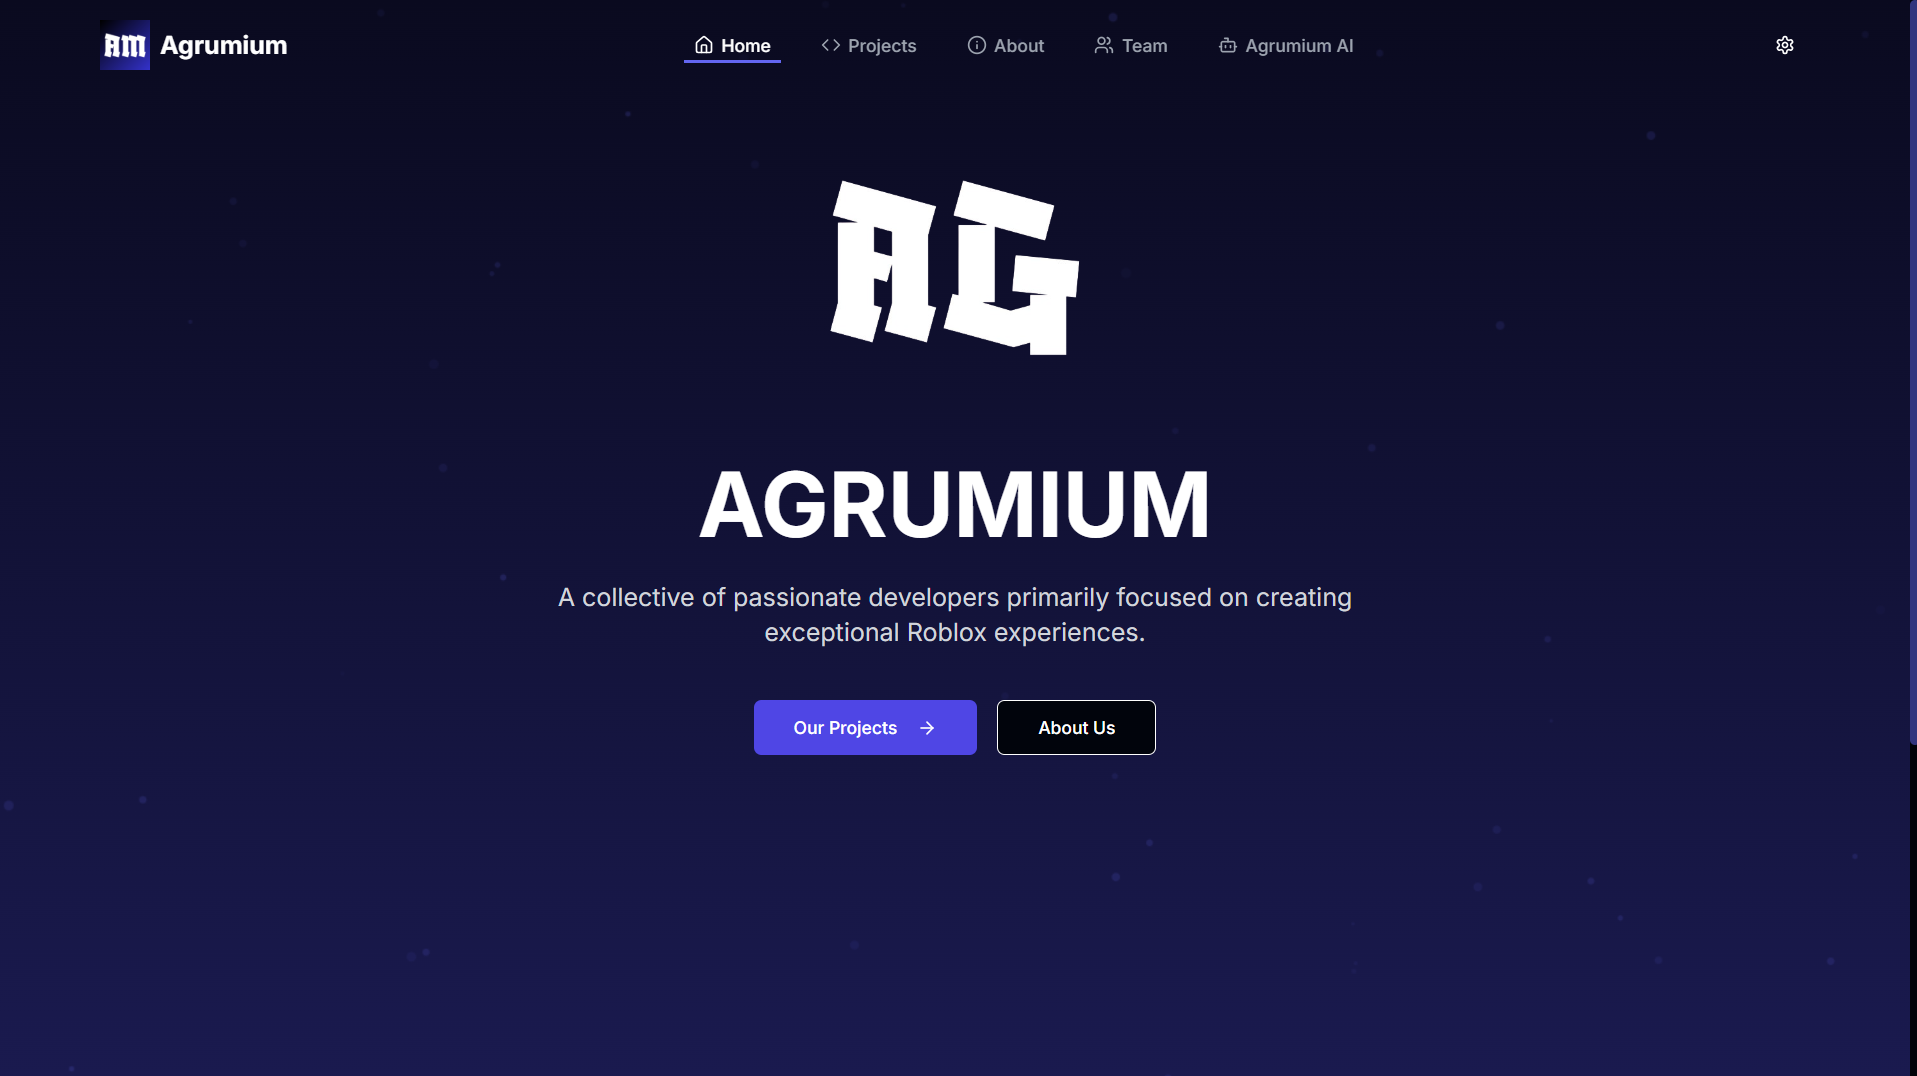 AM Agrumium
Home
Projects
About
Team
Agrumium AI
AG
AGRUMIUM
A collective of passionate developers primarily focused on creating
exceptional Roblox experiences.
Our Projects
About Us